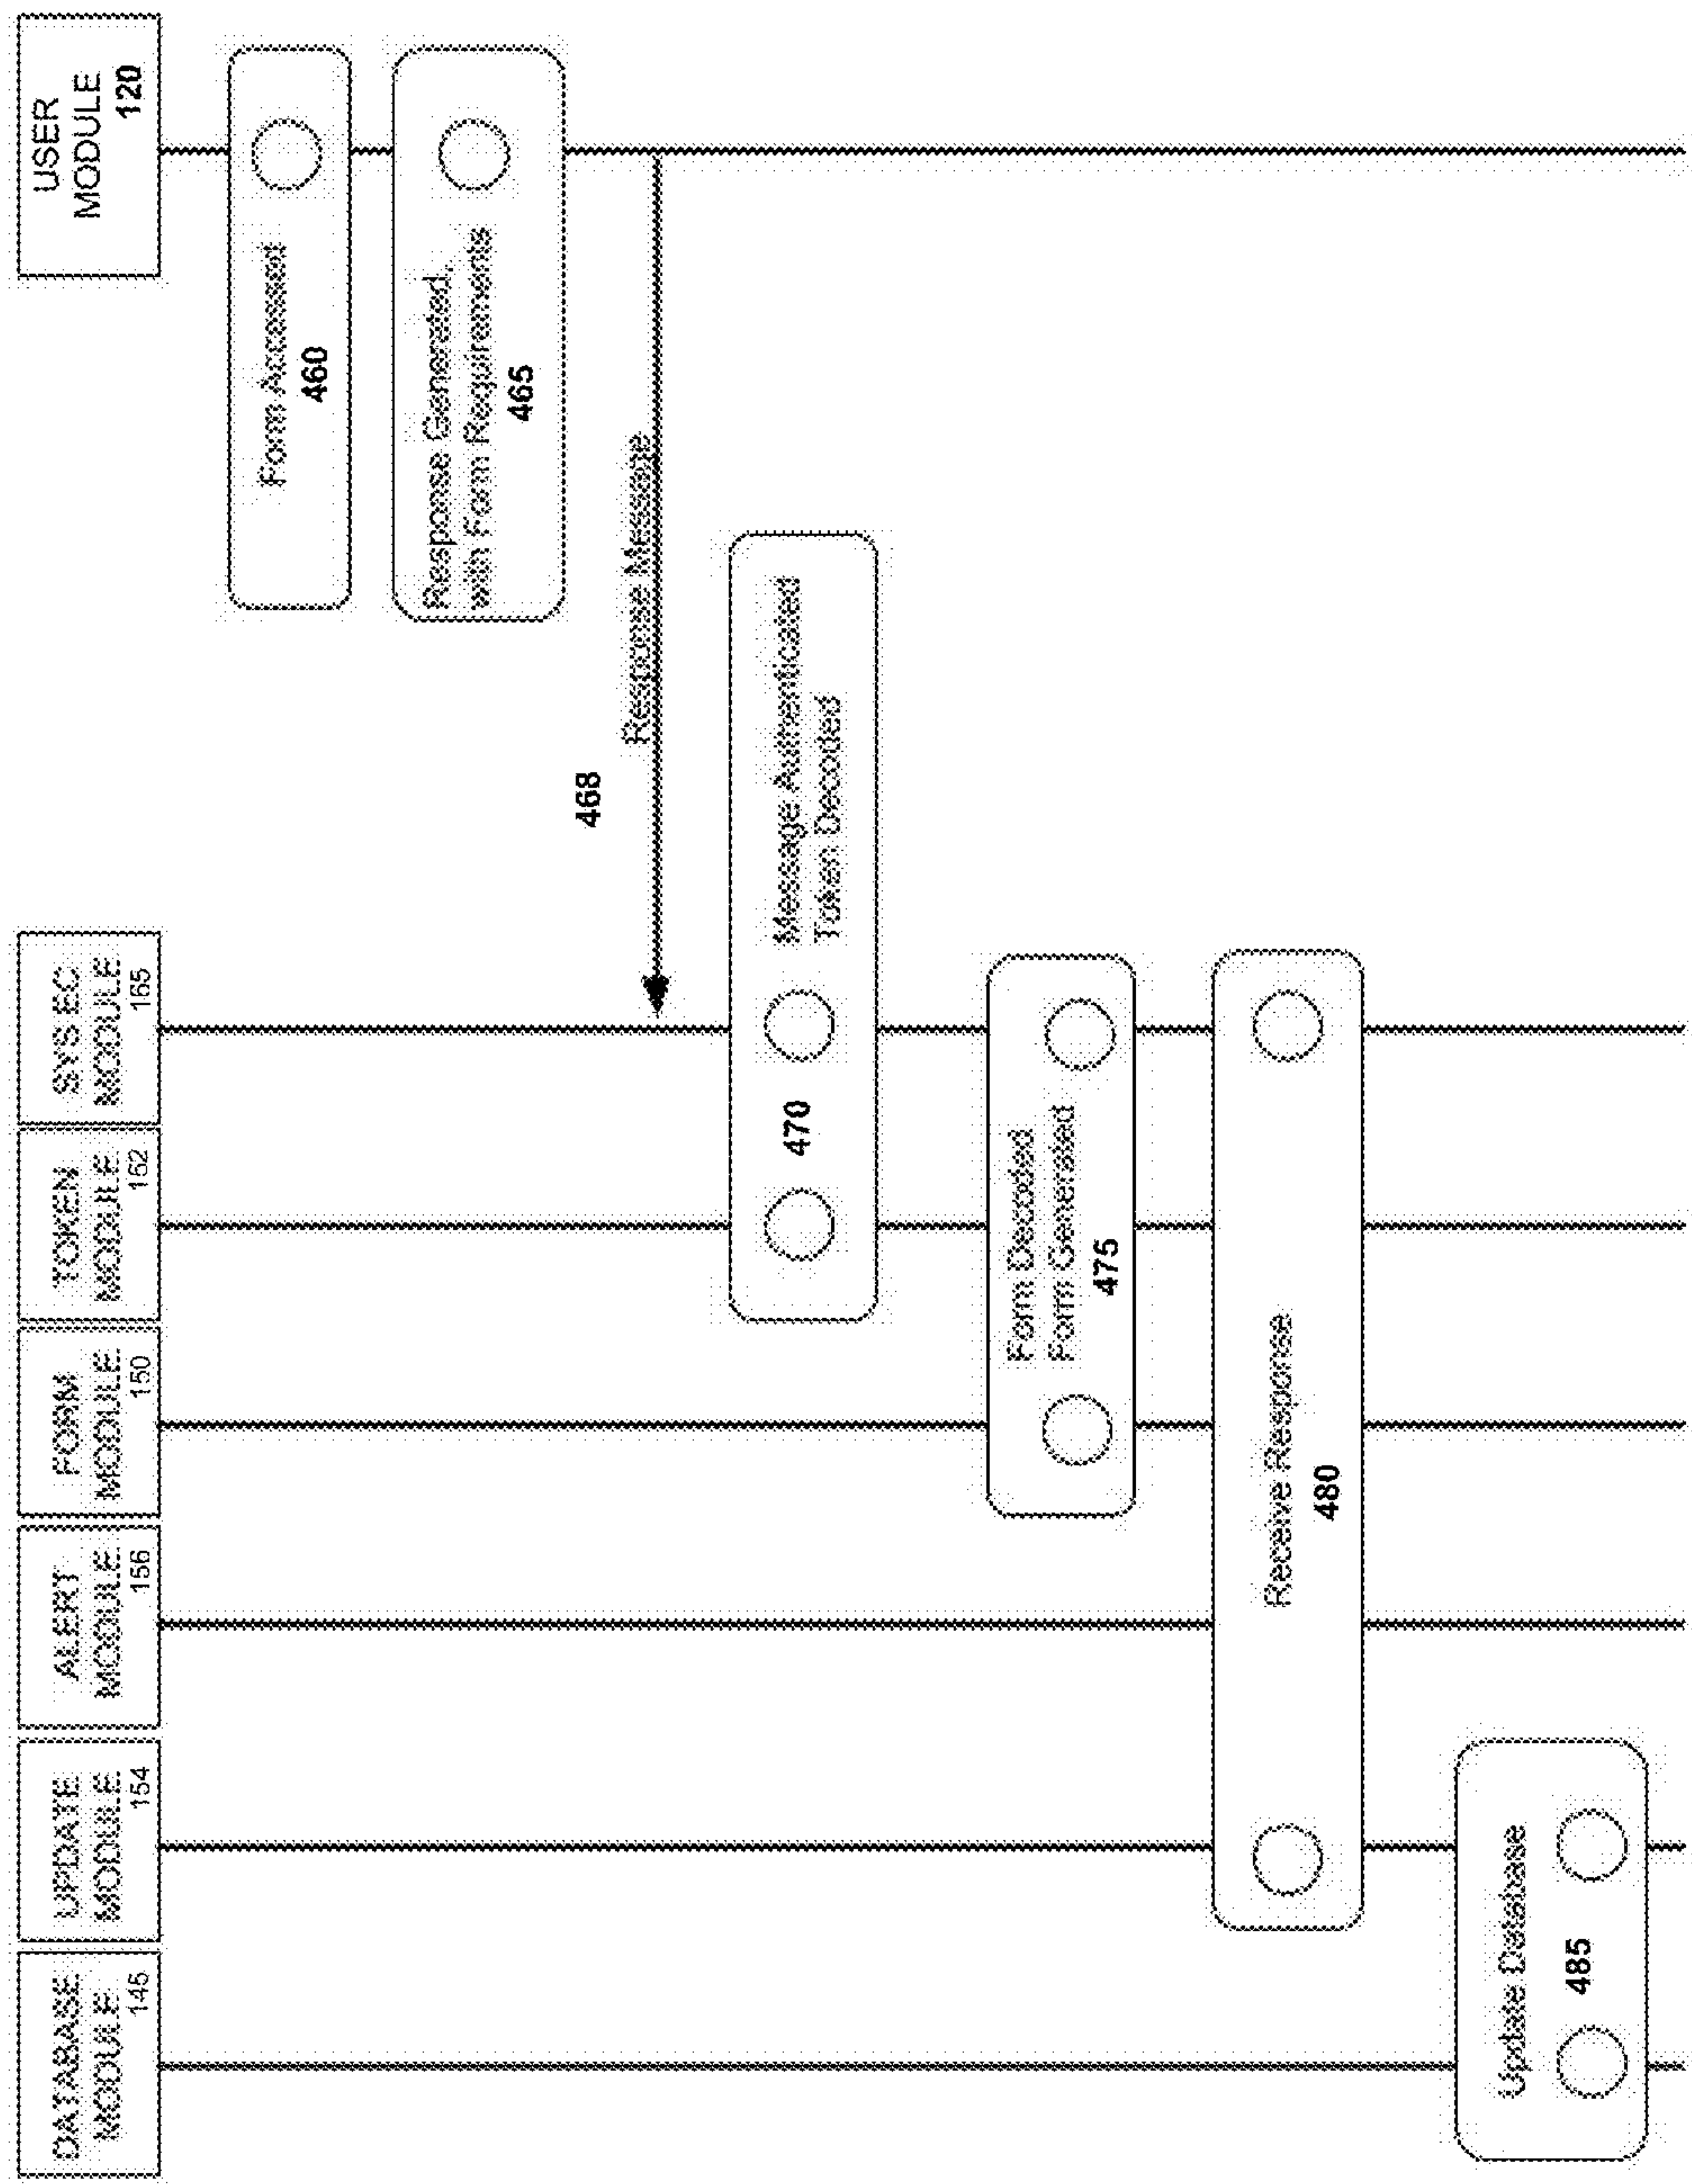 DATABASE
MODULE
145
UPDATE
MODULE
154
ALERT
MODULE
156
FORM
MODULE
150
TOKEN
MODULE
162
SYS EC
MODULE
165
USER
MODULE
120
Form Accessed
460
Response Generated,
with Form Requirements
465
468
Response Message
470
Message Authenticated
Token Decoded
Form Decoded
Form Generated
475
Receive Response
480
Update Database
485